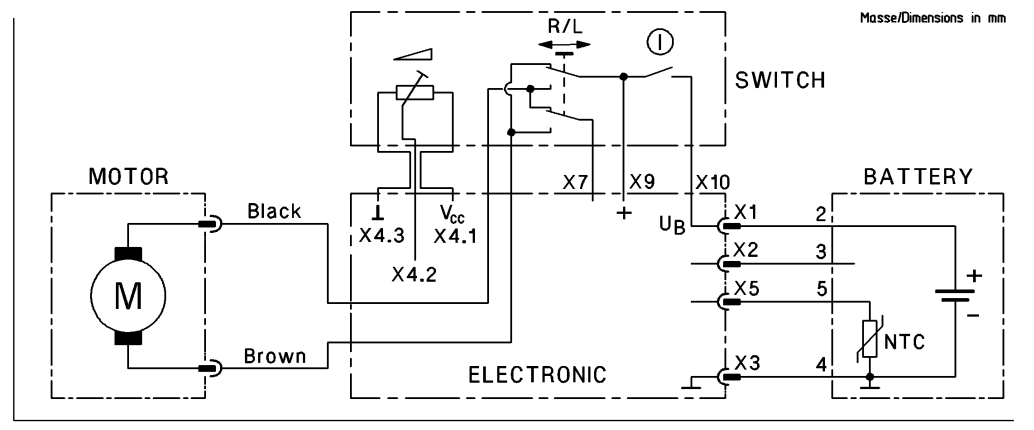 Masse/Dimensions in mm
R/L
I
SWITCH
MOTOR
X7 X9 X10
BATTERY
Black
⊥ VCC + UB X1 2
X4.3 X4.1
X2 3
X4.2
M
X5 5
+
−
NTC
Brown
X3 4
ELECTRONIC